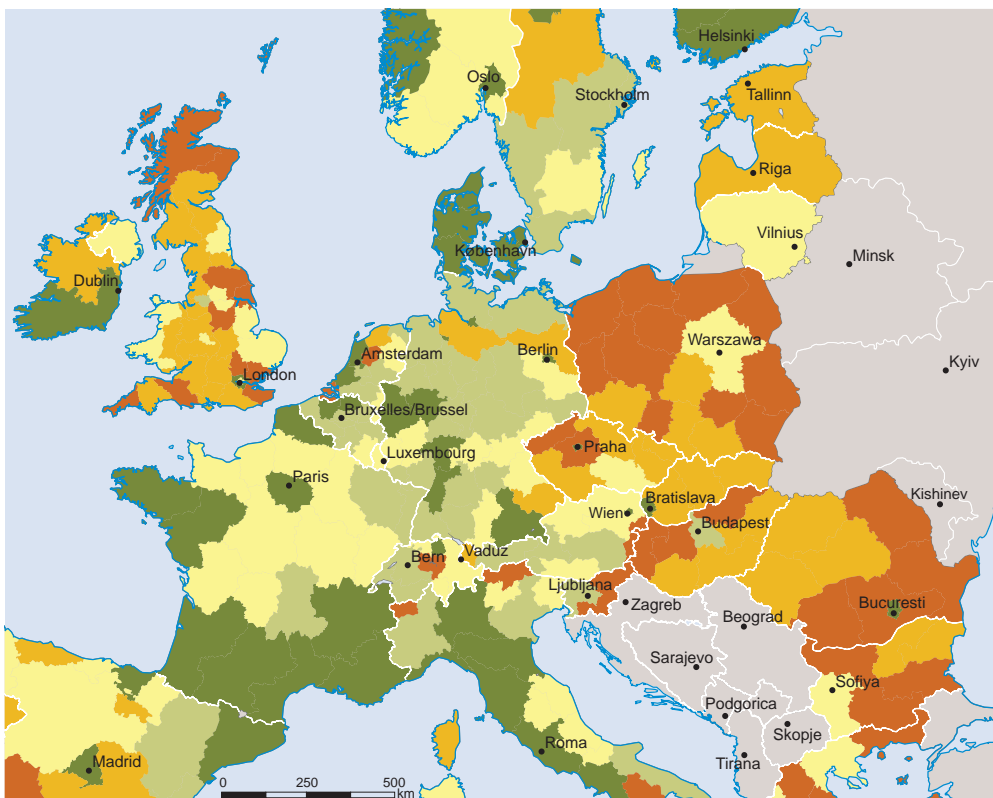 Helsinki
Oslo
Stockholm
Tallinn
Riga
Vilnius
København
Minsk
Dublin
Warszawa
Amsterdam
Berlin
Kyiv
London
Bruxelles/Brussel
Praha
Luxembourg
Paris
Kishinev
Bratislava
Wien
Budapest
Bern
Vaduz
Ljubljana
Zagreb
Bucuresti
Beograd
Sarajevo
Sofiya
Podgorica
Skopje
Roma
Madrid
Tirana
0 250 500
km